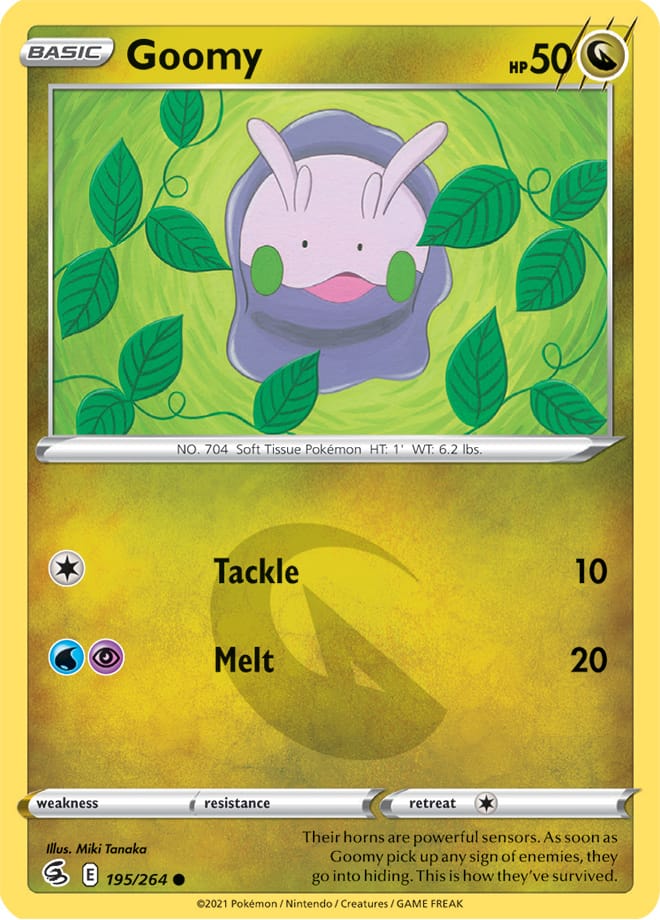 BASIC Goomy HP 50
NO. 704 Soft Tissue Pokémon HT: 1' WT: 6.2 lbs.
Tackle 10
Melt 20
weakness resistance retreat
Illus. Miki Tanaka
Their horns are powerful sensors. As soon as
Goomy pick up any sign of enemies, they
go into hiding. This is how they've survived.
E 195/264
©2021 Pokémon / Nintendo / Creatures / GAME FREAK